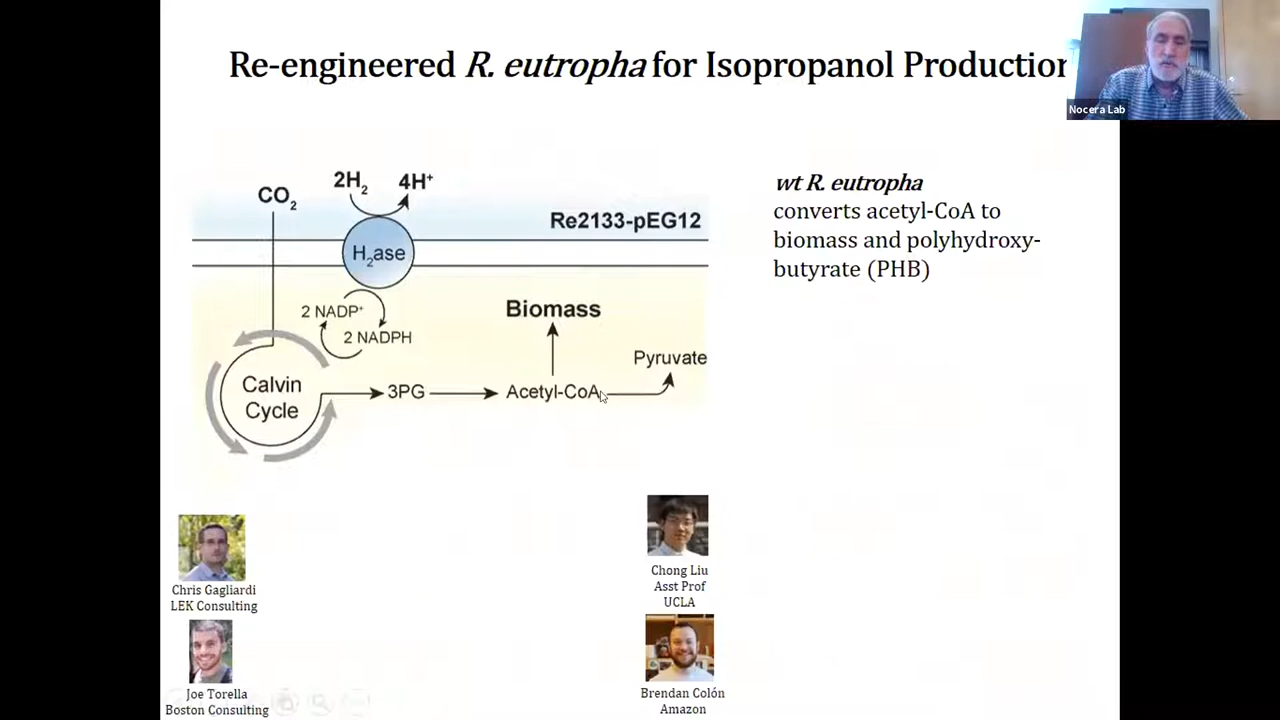 Re-engineered R. eutropha for Isopropanol Production
Nocera Lab
CO2
2H2
4H+
Re2133-pEG12
H2ase
2 NADP+
2 NADPH
Biomass
Pyruvate
Calvin
Cycle
3PG
Acetyl-CoA
wt R. eutropha
converts acetyl-CoA to
biomass and polyhydroxy-
butyrate (PHB)
Chris Gagliardi
LEK Consulting
Joe Torella
Boston Consulting
Chong Liu
Asst Prof
UCLA
Brendan Colón
Amazon